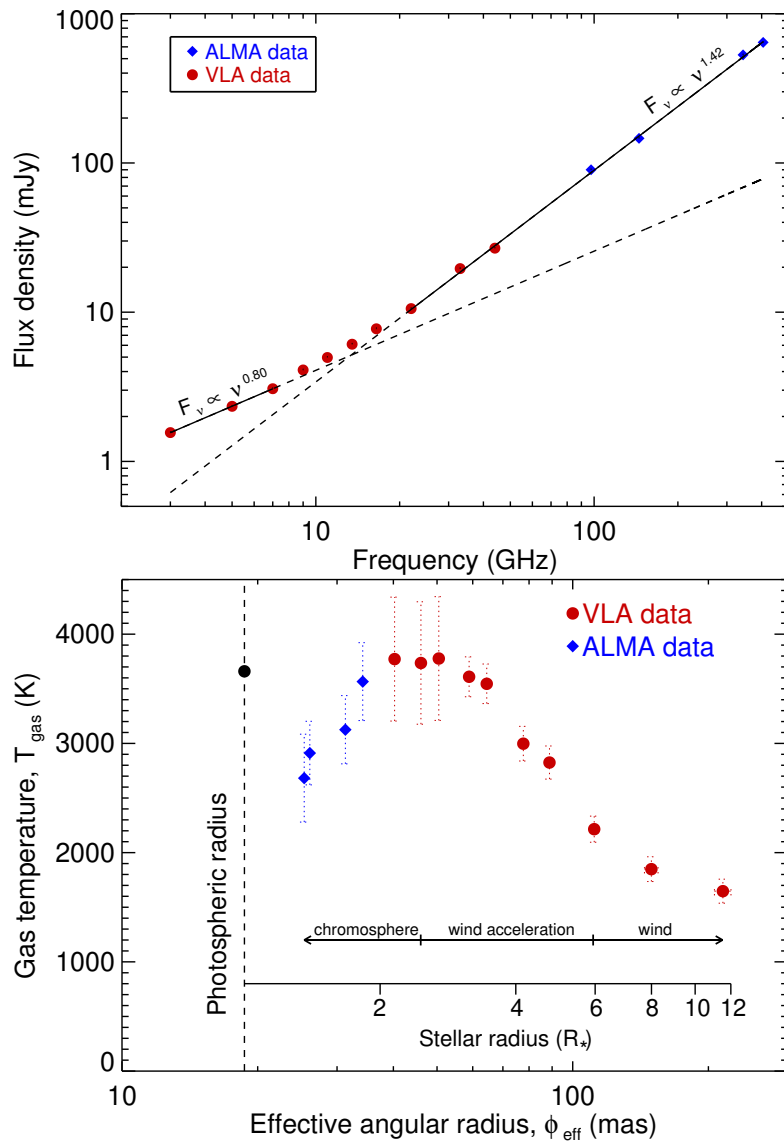 1000
100
10
1
Flux density (mJy)
ALMA data
VLA data
F_ν ∝ ν^1.42
F_ν ∝ ν^0.80
10
100
Frequency (GHz)
4000
3000
2000
1000
0
Gas temperature, T_gas (K)
VLA data
ALMA data
Photospheric radius
chromosphere
wind acceleration
wind
2
4
6
8
10
12
Stellar radius (R_*)
10
100
Effective angular radius, ϕ_eff (mas)